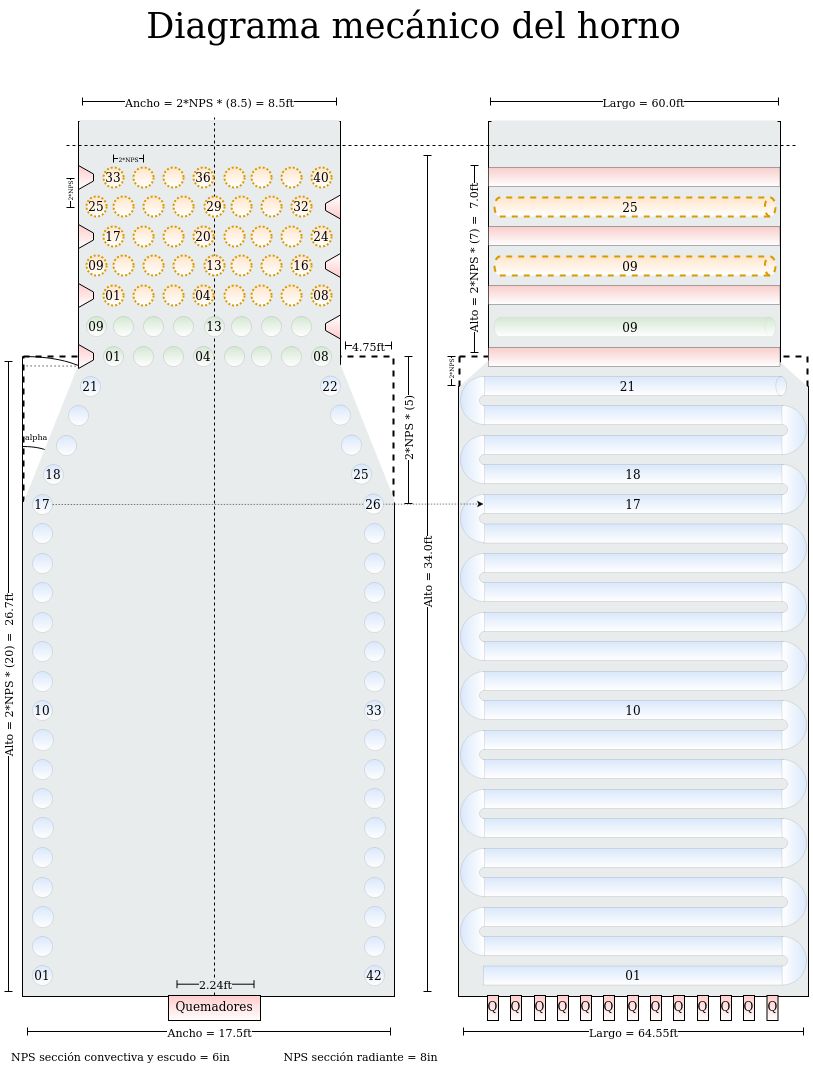 Diagrama mecánico del horno
Ancho = 2*NPS * (8.5) = 8.5ft
Largo = 60.0ft
2*NPS
2*NPS
33 36 40
25 29 32
17 20 24
09 13 16
01 04 08
09 13
01 04 08
4.75ft
21 22
alpha
18 25
17 26
10 33
01 42
2*NPS * (5)
Alto = 2*NPS * (20) = 26.7ft
Alto = 34.0ft
Alto = 2*NPS * (7) = 7.0ft
2*NPS
25
09
09
21
18
17
10
01
2.24ft
Quemadores
Q Q Q Q Q Q Q Q Q Q Q Q Q
Ancho = 17.5ft
Largo = 64.55ft
NPS sección convectiva y escudo = 6in
NPS sección radiante = 8in